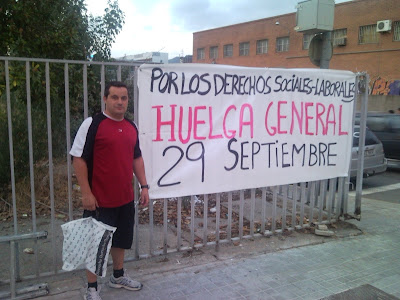 POR LOS DERECHOS SOCIALES-LABORALES
HUELGA GENERAL
29 SEPTIEMBRE